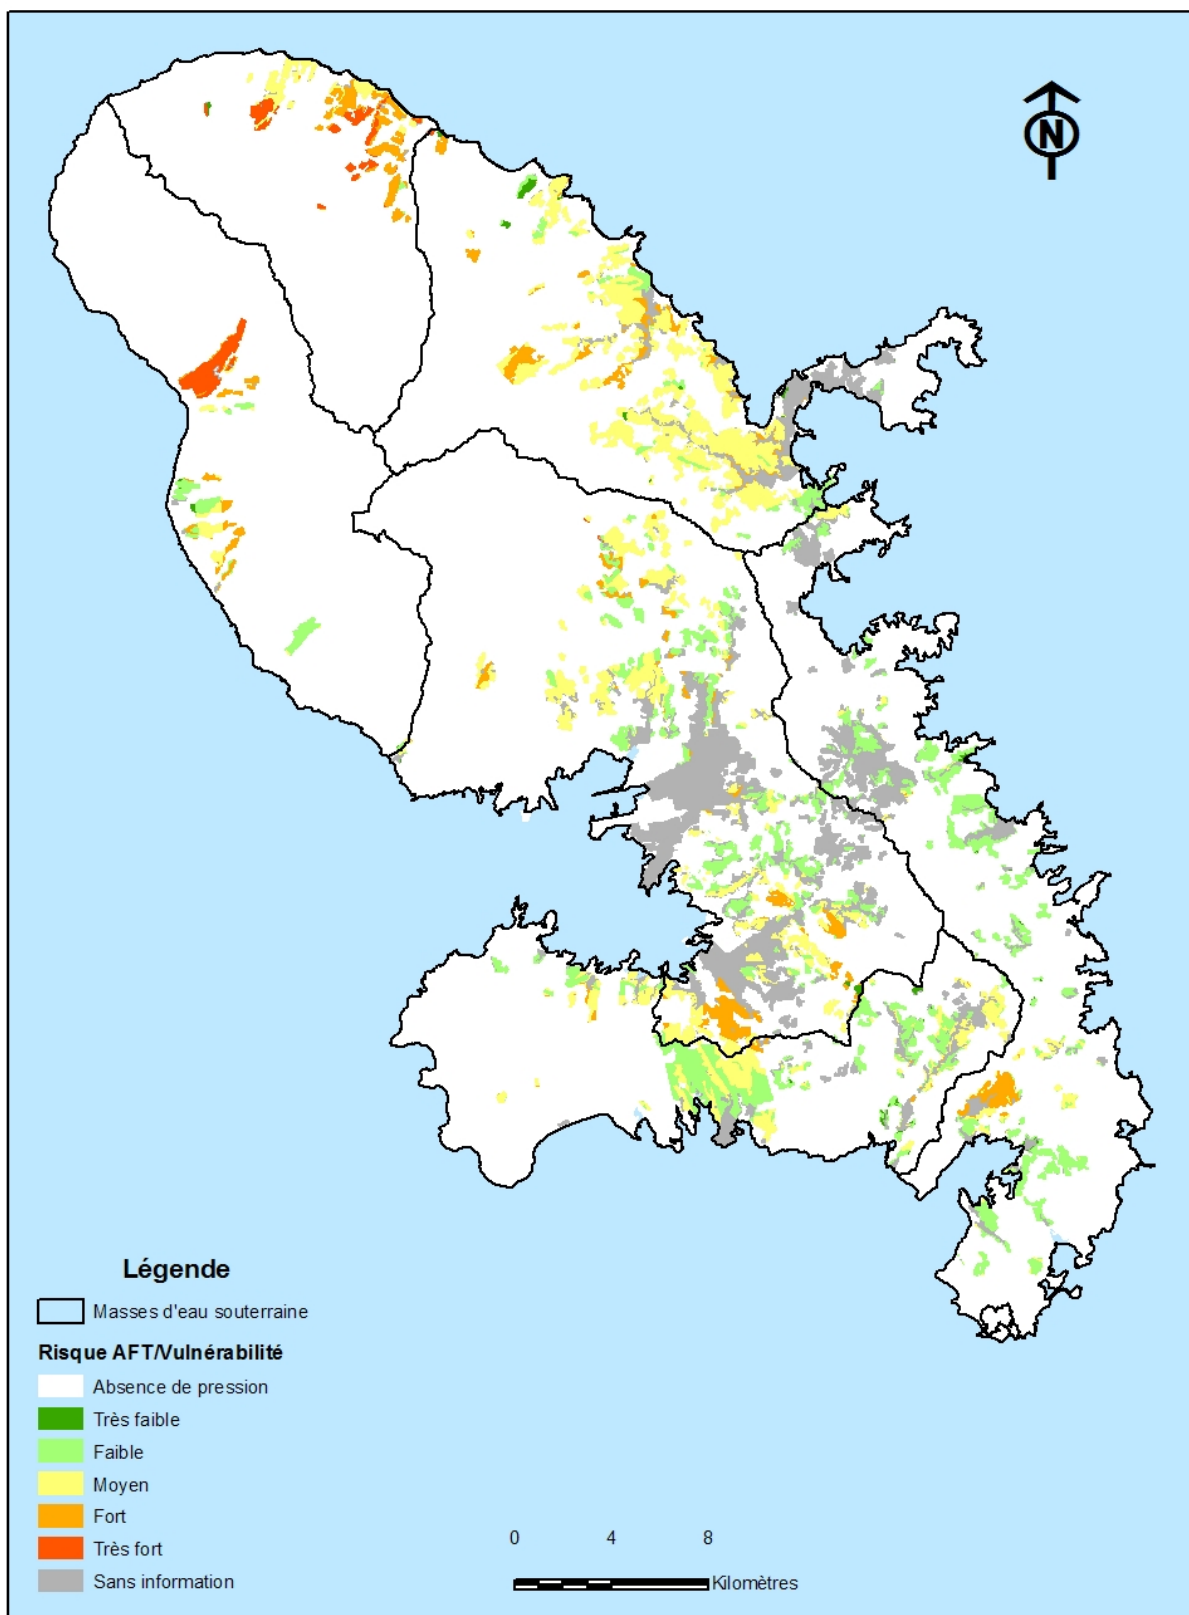 N
Légende
Masses d'eau souterraine
Risque AFT/Vulnérabilité
Absence de pression
Très faible
Faible
Moyen
Fort
Très fort
Sans information
0 4 8
Kilomètres